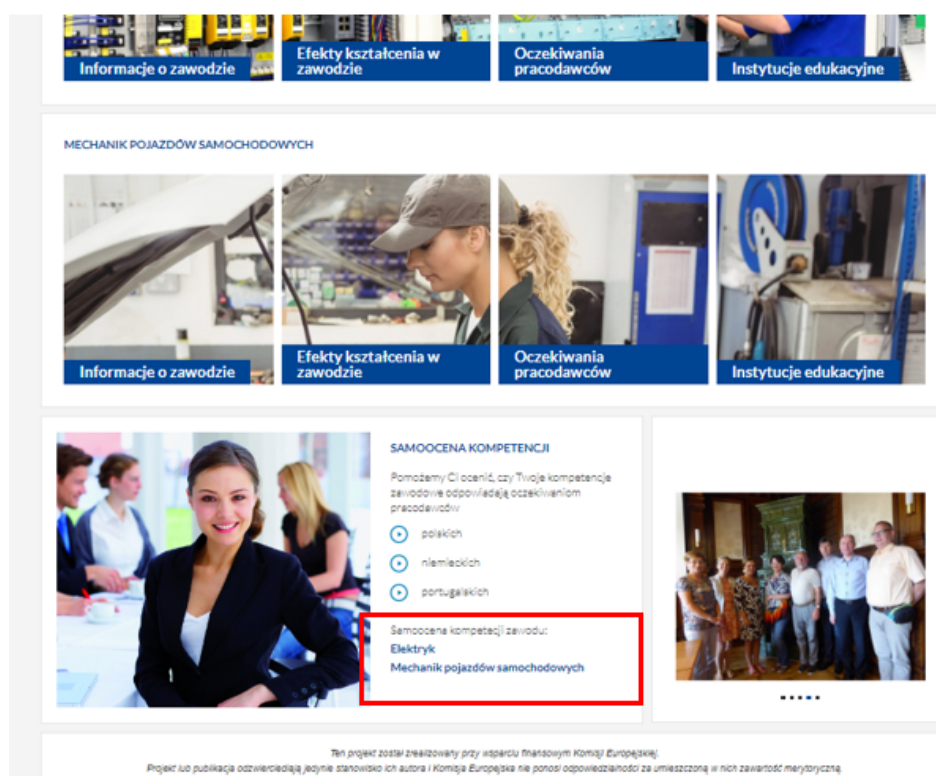 Informacje o zawodzie
Efekty kształcenia w
zawodzie
Oczekiwania
pracodawców
Instytucje edukacyjne
MECHANIK POJAZDÓW SAMOCHODOWYCH
Informacje o zawodzie
Efekty kształcenia w
zawodzie
Oczekiwania
pracodawców
Instytucje edukacyjne
SAMOOCENA KOMPETENCJI
Pomożemy Ci ocenić, czy Twoje kompetencje
zawodowe odpowiadają oczekiwaniom
pracodawców
polskich
niemieckich
portugalskich
Samoocena kompetecji zawodu:
Elektryk
Mechanik pojazdów samochodowych
Ten projekt został zrealizowany przy wsparciu finansowym Komisji Europejskiej.
Projekt lub publikacja odzwierciedlają jedynie stanowisko ich autora i Komisja Europejska nie ponosi odpowiedzialności za umieszczoną w nich zawartość merytoryczną.